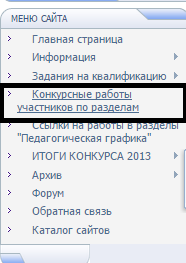 МЕНЮ САЙТА
Главная страница
Информация
Задания на квалификацию
Конкурсные работы
участников по разделам
Ссылки на работы в разделы
"Педагогическая графика"
ИТОГИ КОНКУРСА 2013
Архив
Форум
Обратная связь
Каталог сайтов